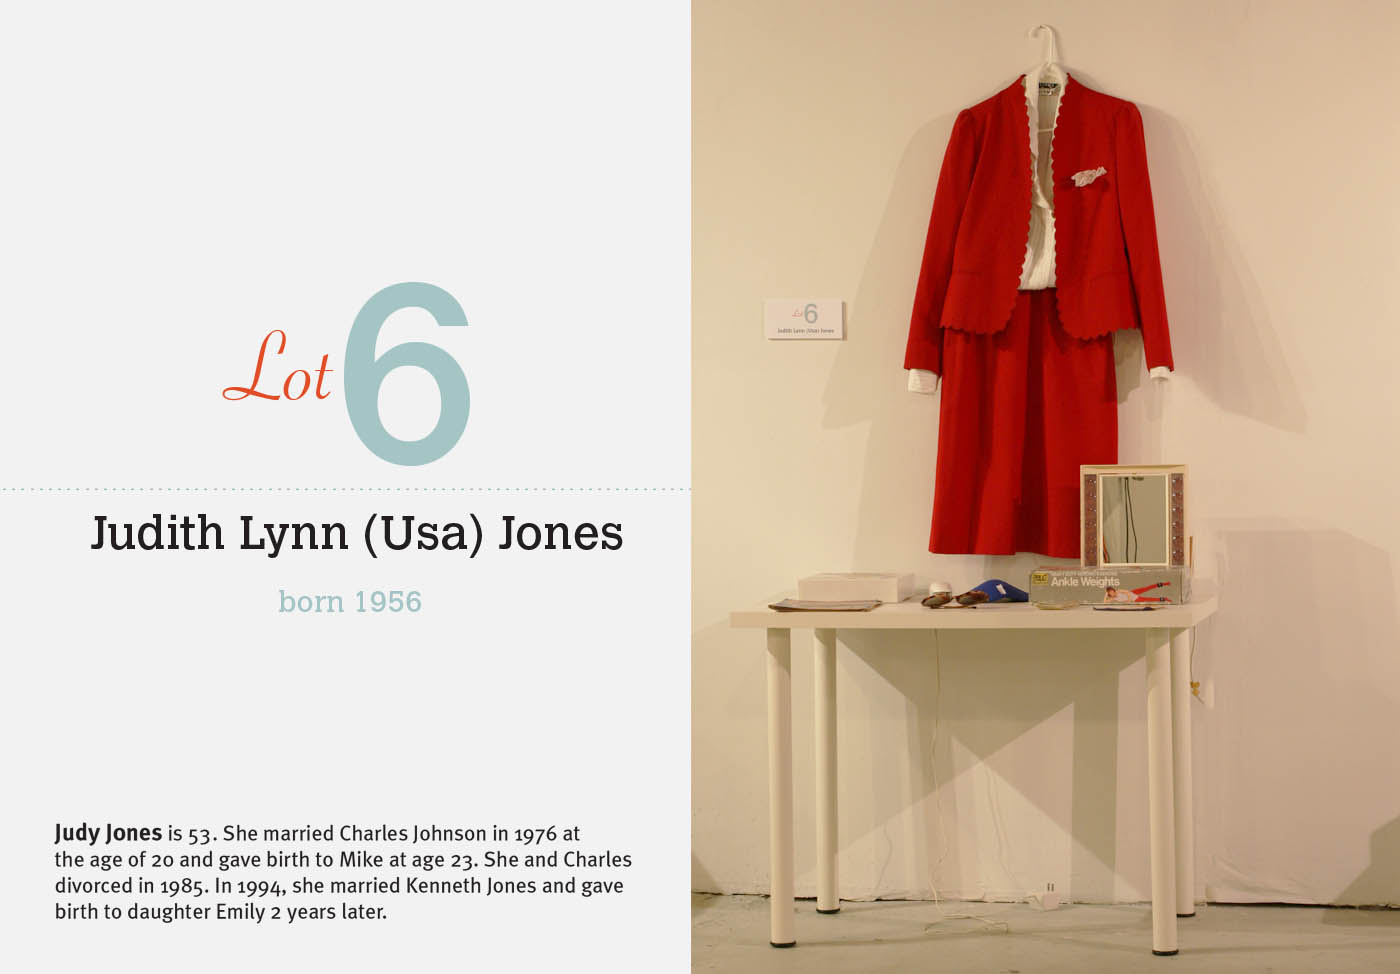 Lot 6
Judith Lynn (Usa) Jones
born 1956
Judy Jones is 53. She married Charles Johnson in 1976 at
the age of 20 and gave birth to Mike at age 23. She and Charles
divorced in 1985. In 1994, she married Kenneth Jones and gave
birth to daughter Emily 2 years later.
Lot 6
Judith Lynn (Usa) Jones
Ankle Weights